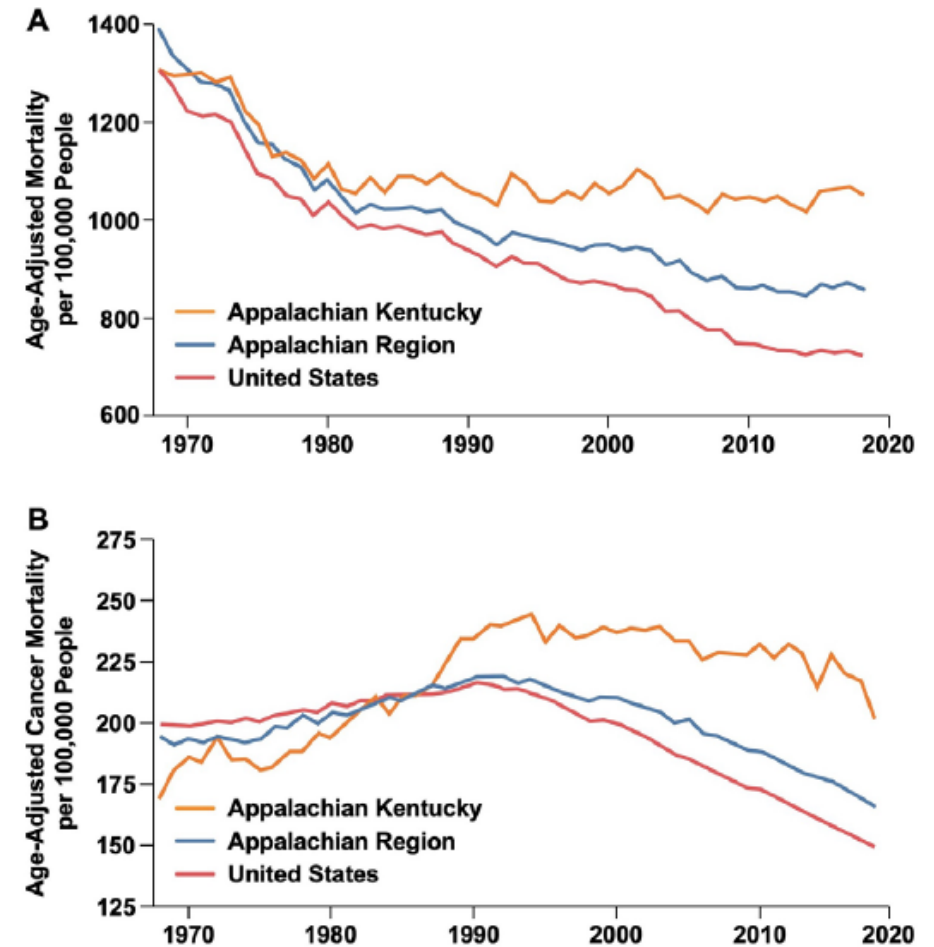 A
Age-Adjusted Mortality
per 100,000 People
1400
1200
1000
800
600
Appalachian Kentucky
Appalachian Region
United States
1970 1980 1990 2000 2010 2020
B
Age-Adjusted Cancer Mortality
per 100,000 People
275
250
225
200
175
150
125
Appalachian Kentucky
Appalachian Region
United States
1970 1980 1990 2000 2010 2020